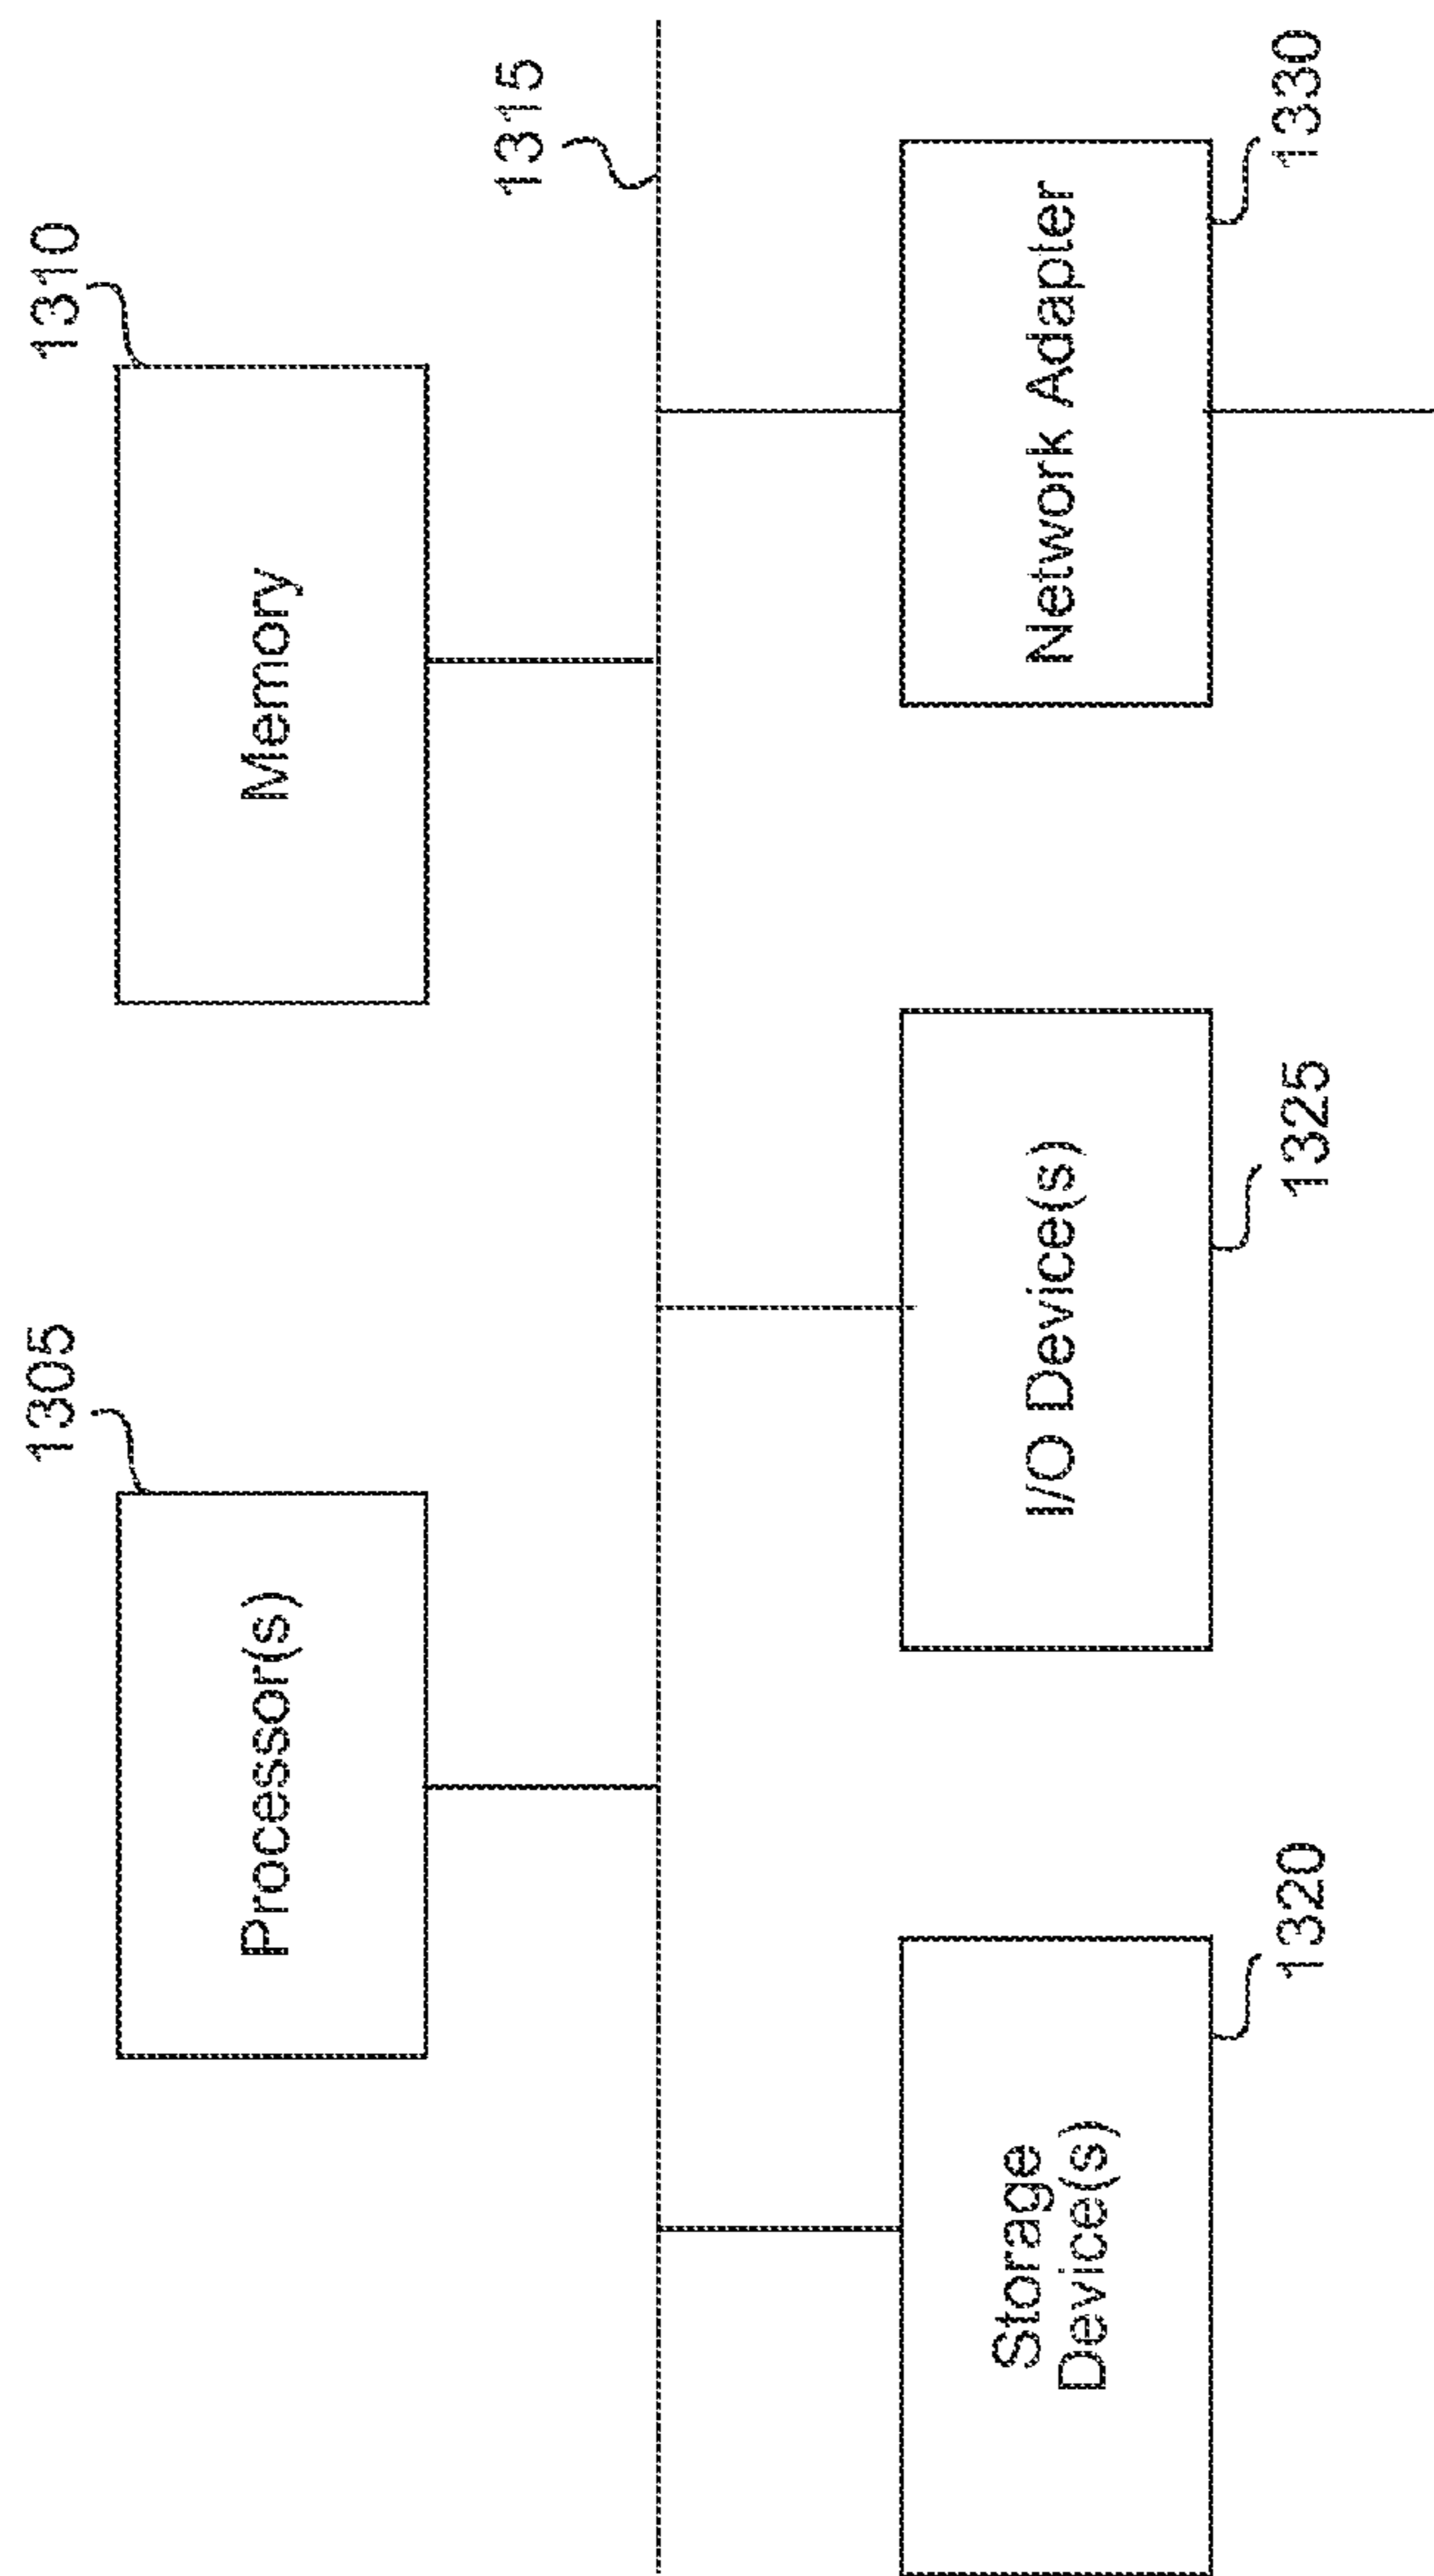 1305
Processor(s)
1310
Memory
1315
Storage
Device(s)
1320
I/O Device(s)
1325
Network Adapter
1330